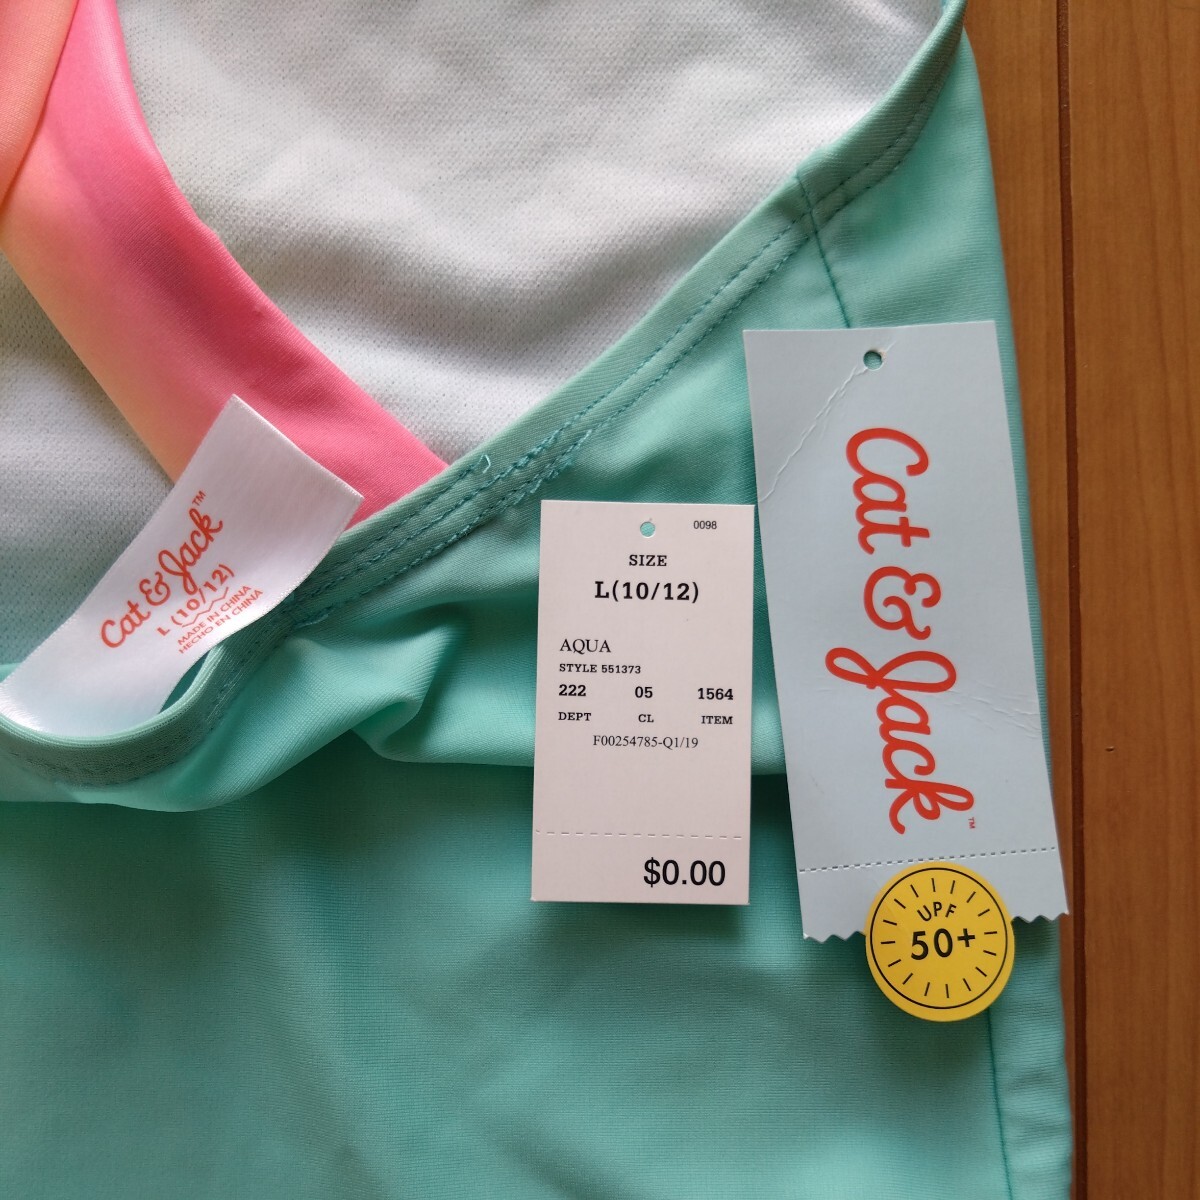 Cat & Jack™
L (10/12)
MADE IN CHINA
HECHO EN CHINA
0098
SIZE
L(10/12)
AQUA
STYLE 551373
222 05 1564
DEPT CL ITEM
F00254785-Q1/19
$0.00
Cat & Jack™
UPF
50+